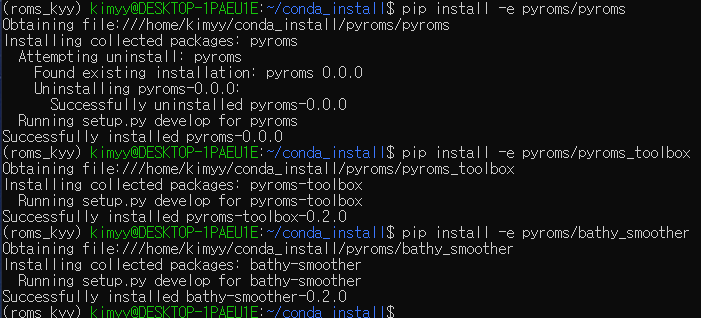 (roms_kyy) kimyy@DESKTOP-1PAEU1E:~/conda_install$ pip install -e pyroms/pyroms
Obtaining file:///home/kimyy/conda_install/pyroms/pyroms
Installing collected packages: pyroms
  Attempting uninstall: pyroms
    Found existing installation: pyroms 0.0.0
    Uninstalling pyroms-0.0.0:
      Successfully uninstalled pyroms-0.0.0
  Running setup.py develop for pyroms
Successfully installed pyroms-0.0.0
(roms_kyy) kimyy@DESKTOP-1PAEU1E:~/conda_install$ pip install -e pyroms/pyroms_toolbox
Obtaining file:///home/kimyy/conda_install/pyroms/pyroms_toolbox
Installing collected packages: pyroms-toolbox
  Running setup.py develop for pyroms-toolbox
Successfully installed pyroms-toolbox-0.2.0
(roms_kyy) kimyy@DESKTOP-1PAEU1E:~/conda_install$ pip install -e pyroms/bathy_smoother
Obtaining file:///home/kimyy/conda_install/pyroms/bathy_smoother
Installing collected packages: bathy-smoother
  Running setup.py develop for bathy-smoother
Successfully installed bathy-smoother-0.2.0
(roms_kyy) kimyy@DESKTOP-1PAEU1E:~/conda_install$